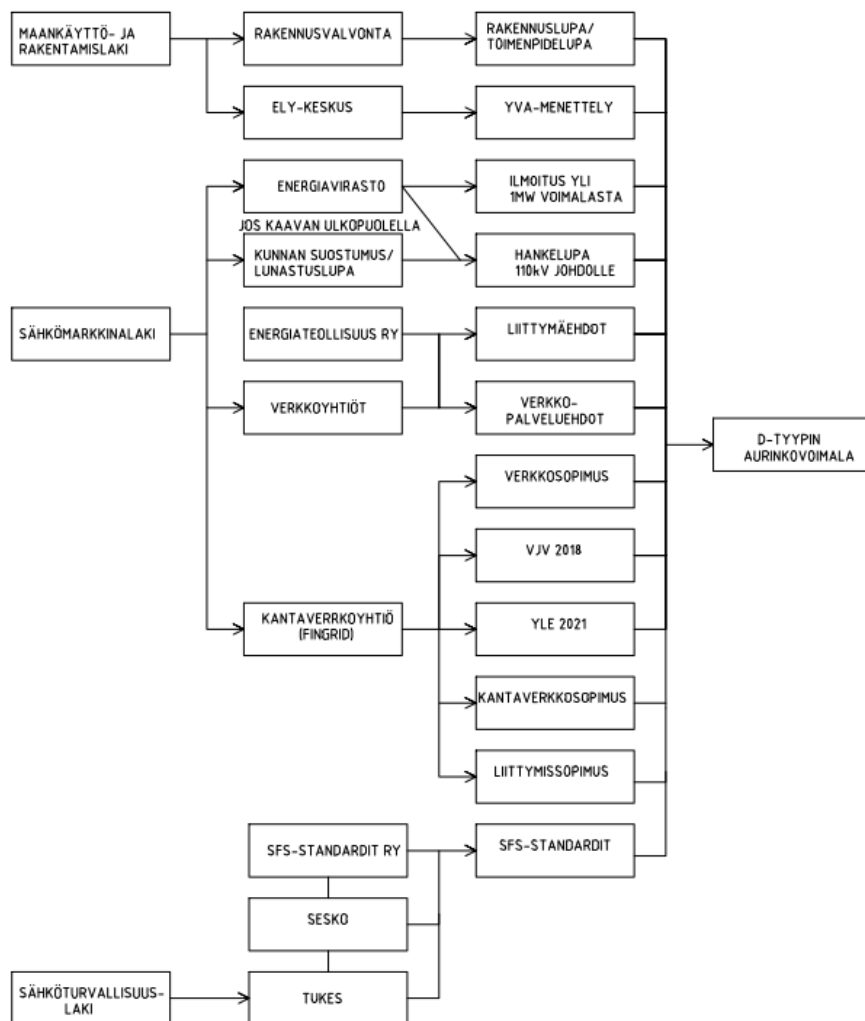 MAANKÄYTTÖ- JA
RAKENTAMISLAKI
RAKENNUSVALVONTA
RAKENNUSLUPA/
TOIMENPIDELUPA
ELY-KESKUS
YVA-MENETTELY
ENERGIAVIRASTO
ILMOITUS YLI
1MW VOIMALASTA
JOS KAAVAN ULKOPUOLELLA
KUNNAN SUOSTUMUS/
LUNASTUSLUPA
HANKELUPA
110kV JOHDOLLE
SÄHKÖMARKKINALAKI
ENERGIATEOLLISUUS RY
LIITTYMÄEHDOT
VERKKOYHTIÖT
VERKKO-
PALVELUEHDOT
D-TYYPIN
AURINKOVOIMALA
VERKKOSOPIMUS
VJV 2018
KANTAVERRKOYHTIÖ
(FINGRID)
YLE 2021
KANTAVERKKOSOPIMUS
LIITTYMISSOPIMUS
SFS-STANDARDIT RY
SFS-STANDARDIT
SESKO
SÄHKÖTURVALLISUUS-
LAKI
TUKES